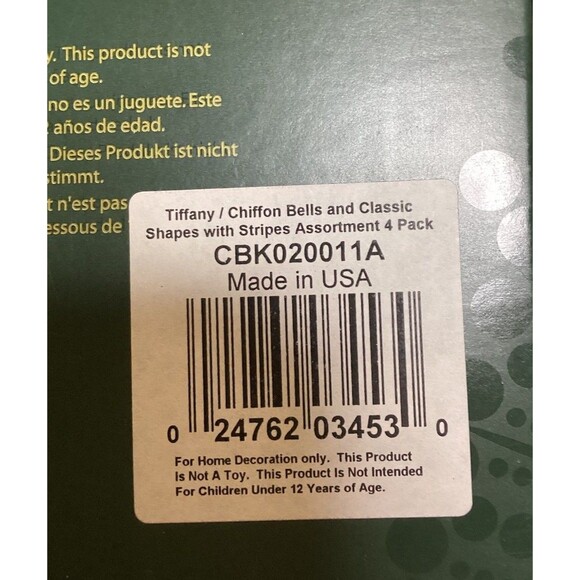 y. This product is not
of age.
no es un juguete. Este
años de edad.
Dieses Produkt ist nicht
stimmt.
t n'est pas
essous de
Tiffany / Chiffon Bells and Classic
Shapes with Stripes Assortment 4 Pack
CBK020011A
Made in USA
0 24762 03453 0
For Home Decoration only. This Product
Is Not A Toy. This Product Is Not Intended
For Children Under 12 Years of Age.